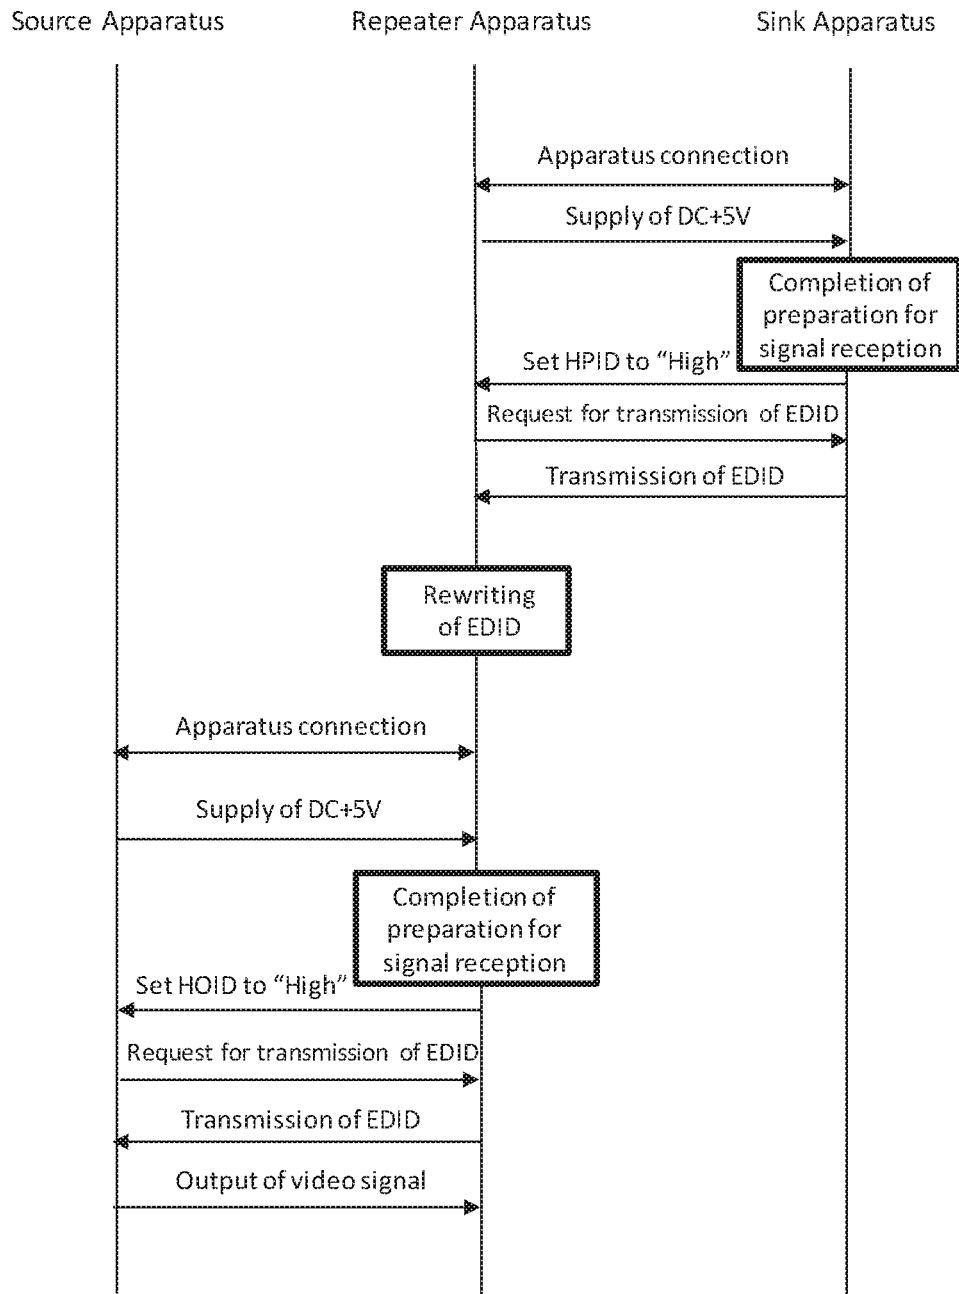 Source Apparatus
Repeater Apparatus
Sink Apparatus
Apparatus connection
Supply of DC+5V
Completion of
preparation for
signal reception
Set HPID to “High”
Request for transmission of EDID
Transmission of EDID
Rewriting
of EDID
Apparatus connection
Supply of DC+5V
Completion of
preparation for
signal reception
Set HOID to “High”
Request for transmission of EDID
Transmission of EDID
Output of video signal